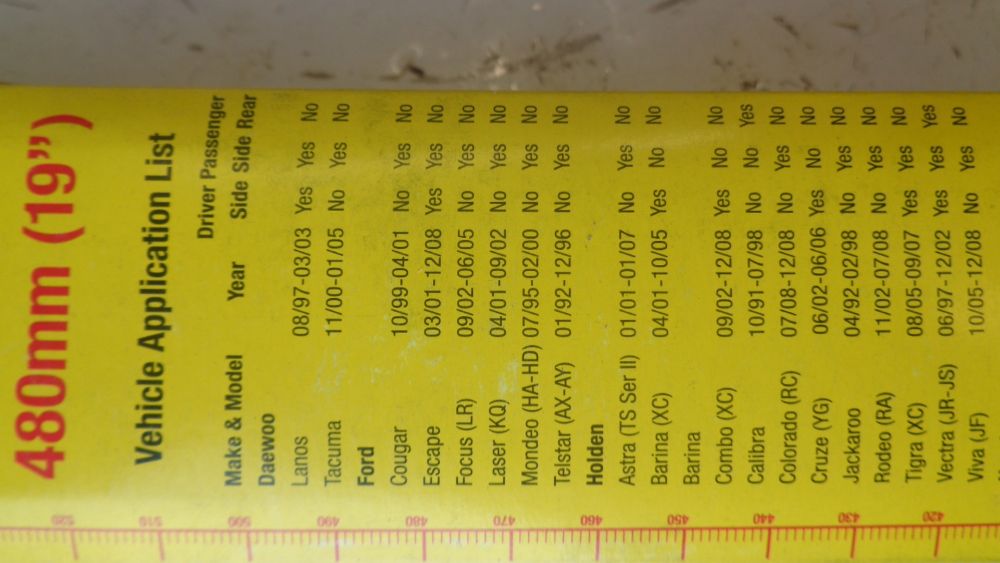 480mm (19”)
Vehicle Application List
Driver Passenger
Make & Model Year Side Side Rear
Daewoo
Lanos 08/97-03/03 Yes Yes No
Tacuma 11/00-01/05 No Yes No
Ford
Cougar 10/99-04/01 No Yes No
Escape 03/01-12/08 Yes Yes No
Focus (LR) 09/02-06/05 No Yes No
Laser (KQ) 04/01-09/02 No Yes No
Mondeo (HA-HD) 07/95-02/00 No Yes No
Telstar (AX-AY) 01/92-12/96 No Yes No
Holden
Astra (TS Ser II) 01/01-01/07 No Yes No
Barina (XC) 04/01-10/05 Yes No No
Barina
Combo (XC) 09/02-12/08 Yes No No
Calibra 10/91-07/98 No No Yes
Colorado (RC) 07/08-12/08 No Yes No
Cruze (YG) 06/02-06/06 Yes No No
Jackaroo 04/92-02/98 No Yes No
Rodeo (RA) 11/02-07/08 No Yes No
Tigra (XC) 08/05-09/07 Yes Yes No
Vectra (JR-JS) 06/97-12/02 Yes Yes Yes
Viva (JF) 10/05-12/08 No Yes No
520 510 500 490 480 470 460 450 440 430 420